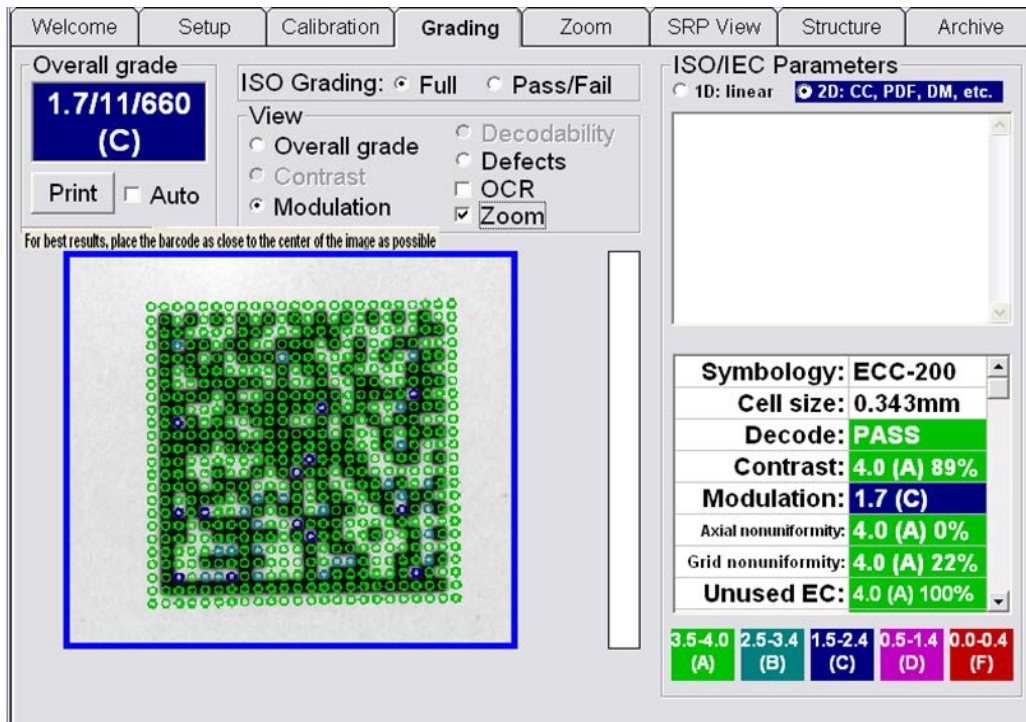 Welcome
Setup
Calibration
Grading
Zoom
SRP View
Structure
Archive
Overall grade
1.7/11/660
(C)
Print
Auto
ISO Grading:
Full
Pass/Fail
View
Overall grade
Contrast
Modulation
Decodability
Defects
OCR
Zoom
For best results, place the barcode as close to the center of the image as possible
ISO/IEC Parameters
1D: linear
2D: CC, PDF, DM, etc.
Symbology: ECC-200
Cell size: 0.343mm
Decode: PASS
Contrast: 4.0 (A) 89%
Modulation: 1.7 (C)
Axial nonuniformity: 4.0 (A) 0%
Grid nonuniformity: 4.0 (A) 22%
Unused EC: 4.0 (A) 100%
3.5-4.0 2.5-3.4 1.5-2.4 0.5-1.4 0.0-0.4
(A) (B) (C) (D) (F)